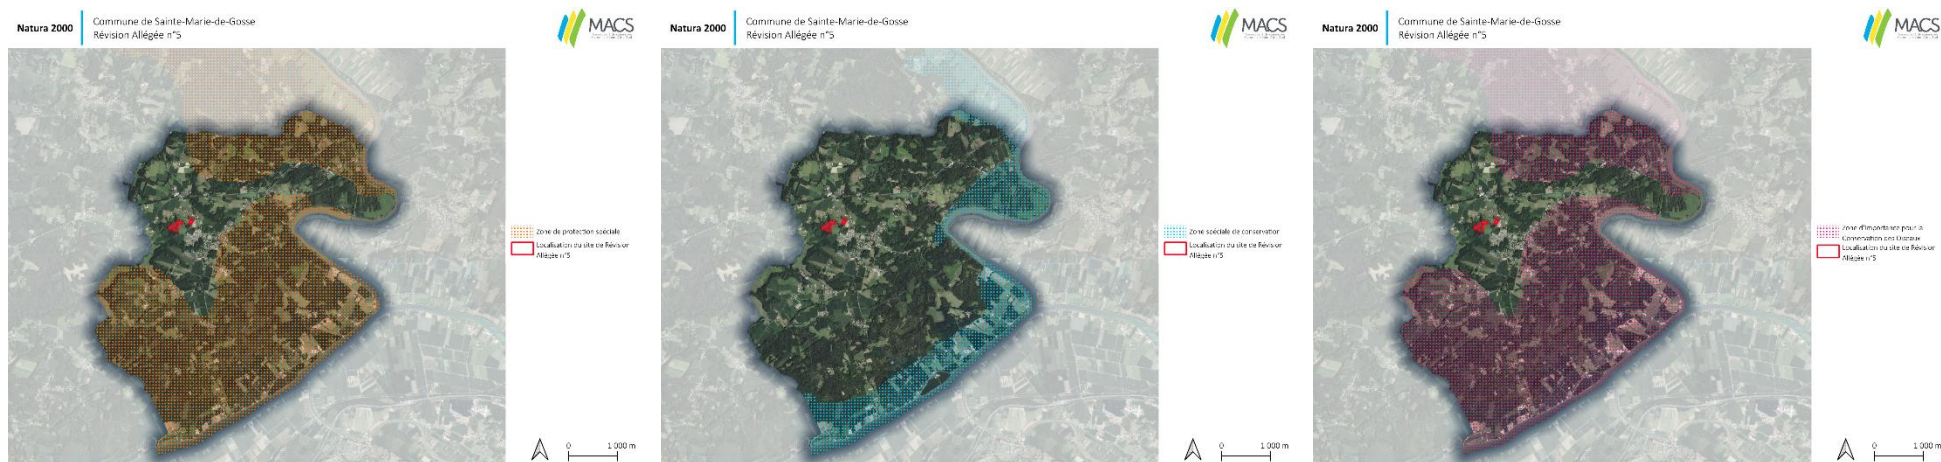 Natura 2000
Commune de Sainte-Marie-de-Gosse
Révision Allégée n°5
MACS
Zone de protection spéciale
Localisation du site de Révision
Allégée n°5
0 1 000 m
Natura 2000
Commune de Sainte-Marie-de-Gosse
Révision Allégée n°5
MACS
Zone spéciale de conservation
Localisation du site de Révision
Allégée n°5
0 1 000 m
Natura 2000
Commune de Sainte-Marie-de-Gosse
Révision Allégée n°5
MACS
Zone d'Importance pour la
Conservation des Oiseaux
Localisation du site de Révision
Allégée n°5
0 1 000 m